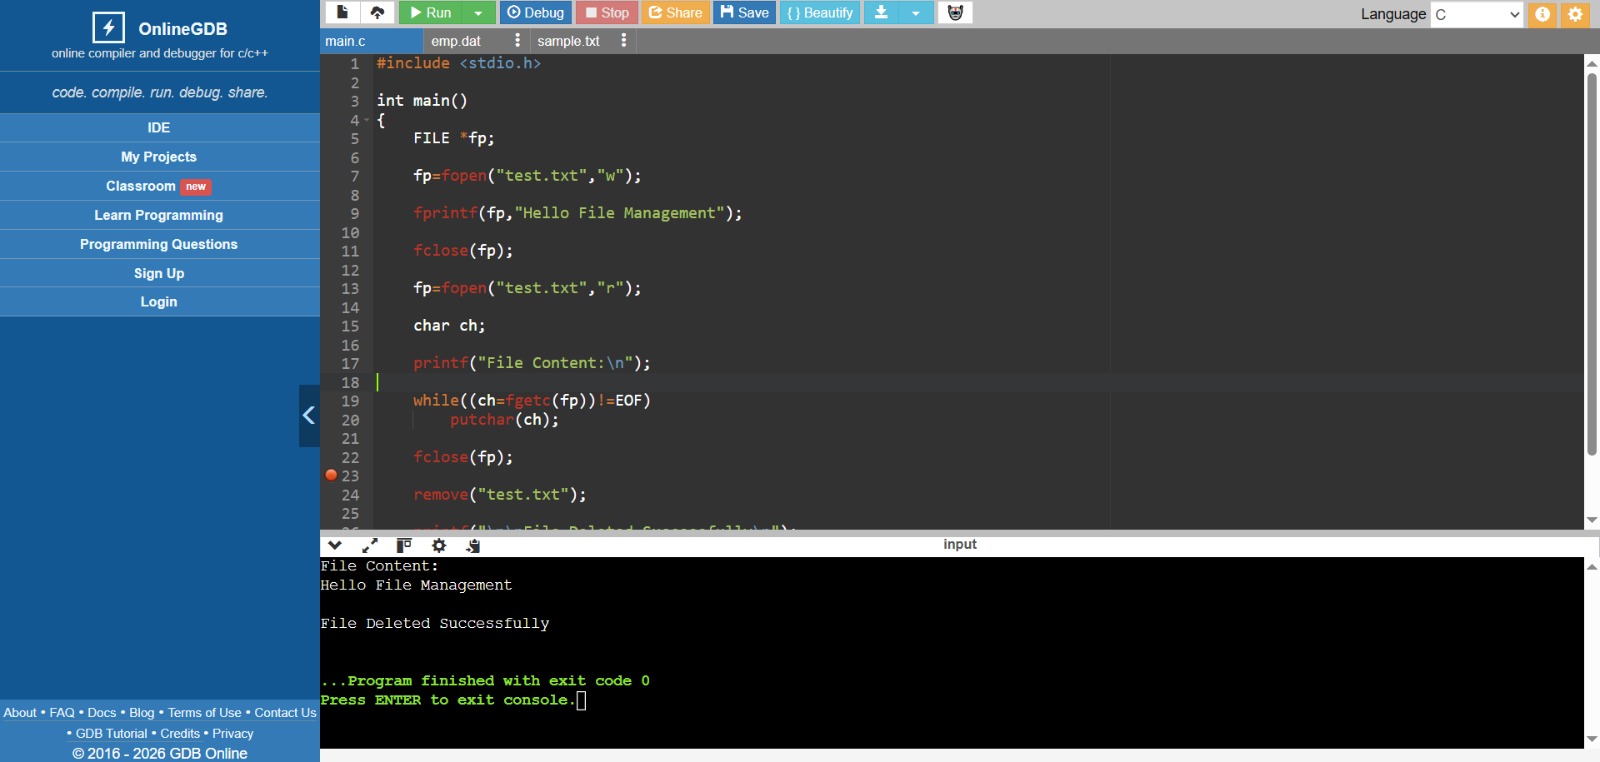 OnlineGDB
online compiler and debugger for c/c++
code. compile. run. debug. share.
IDE
My Projects
Classroom new
Learn Programming
Programming Questions
Sign Up
Login
About • FAQ • Docs • Blog • Terms of Use • Contact Us
• GDB Tutorial • Credits • Privacy
© 2016 - 2026 GDB Online
Run Debug Stop Share Save { } Beautify Language C
main.c emp.dat sample.txt
1 #include <stdio.h>
2
3 int main()
4 {
5 FILE *fp;
6
7 fp=fopen("test.txt","w");
8
9 fprintf(fp,"Hello File Management");
10
11 fclose(fp);
12
13 fp=fopen("test.txt","r");
14
15 char ch;
16
17 printf("File Content:\n");
18
19 while((ch=fgetc(fp))!=EOF)
20 putchar(ch);
21
22 fclose(fp);
23
24 remove("test.txt");
25
26 printf("\n\nFile Deleted Successfully\n");
input
File Content:
Hello File Management
File Deleted Successfully
...Program finished with exit code 0
Press ENTER to exit console.